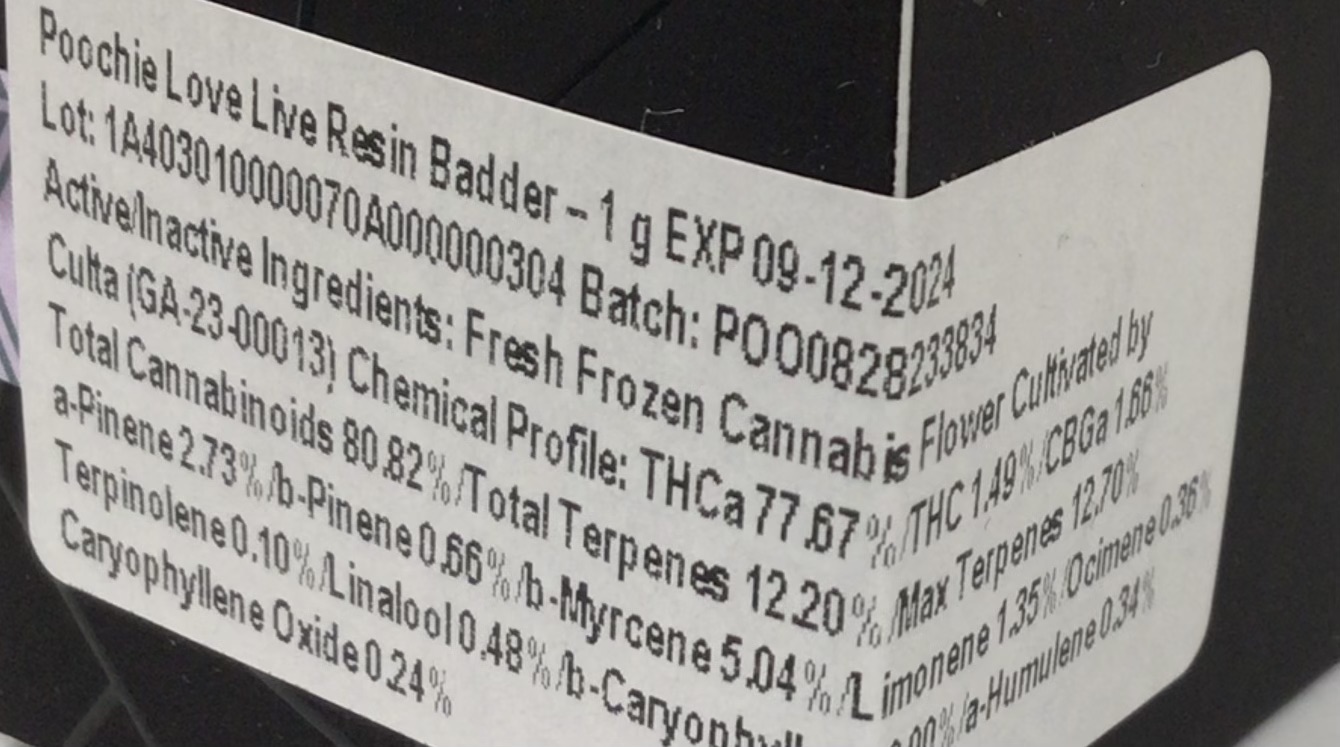 Poochie Love Live Resin Badder – 1 g EXP 09-12-2024
Lot: 1A4030100000070A000000304 Batch: POO0828233834
Active/Inactive Ingredients: Fresh Frozen Cannabis Flower Cultivated by
Culta (GA-23-00013) Chemical Profile: THCa 77.67%/THC 1.49%/CBGa 1.66%
Total Cannabinoids 80.82%/Total Terpenes 12.20%/Max Terpenes 12.70%
a-Pinene 2.73%/b-Pinene 0.66%/b-Myrcene 5.04%/Limonene 1.35%/Ocimene 0.36%
Terpinolene 0.10%/Linalool 0.48%/b-Caryophyll /a-Humulene 0.34%
Caryophyllene Oxide 0.24%